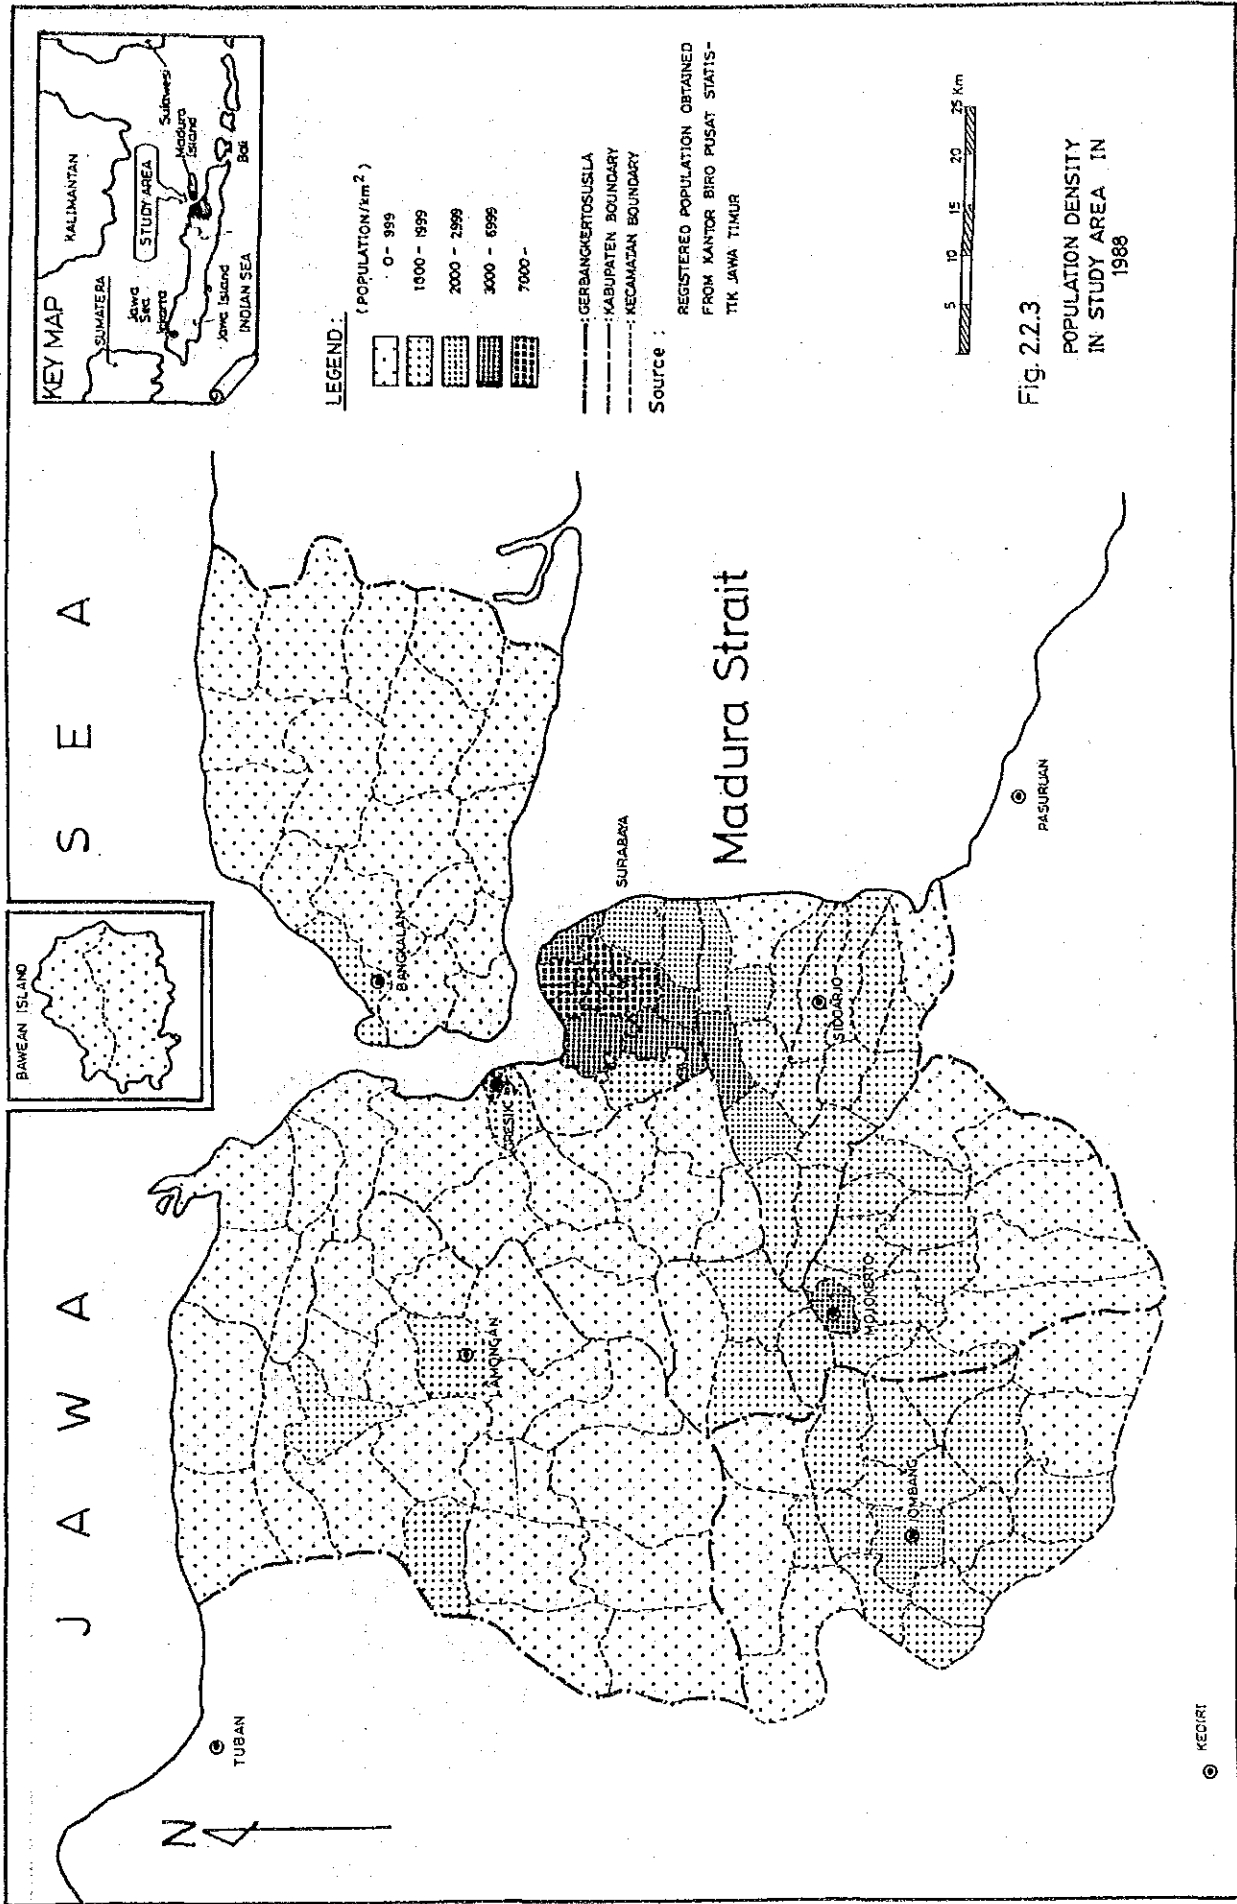 JAWA SEA
BAWEAN ISLAND
KEY MAP
SUMATERA
KALIMANTAN
Jawa
Sea
Jakarta
STUDY AREA
Sulawesi
Madura
Island
Jawa Island
Bali
INDIAN SEA
LEGEND:
(POPULATION/km²)
0 - 999
1000 - 1999
2000 - 2999
3000 - 6999
7000 -
: GERBANGKERTOSUSILA
: KABUPATEN BOUNDARY
: KECAMATAN BOUNDARY
Source :
REGISTERED POPULATION OBTAINED
FROM KANTOR BIRO PUSAT STATIS-
TIK JAWA TIMUR
5 10 15 20 25 Km
Fig. 2.2.3
POPULATION DENSITY
IN STUDY AREA IN
1988
N
TUBAN
LAMONGAN
GRESIK
BANGKALAN
SURABAYA
Madura Strait
SIDOARJO
MOJOKERTO
JOMBANG
PASURUAN
KEDIRI